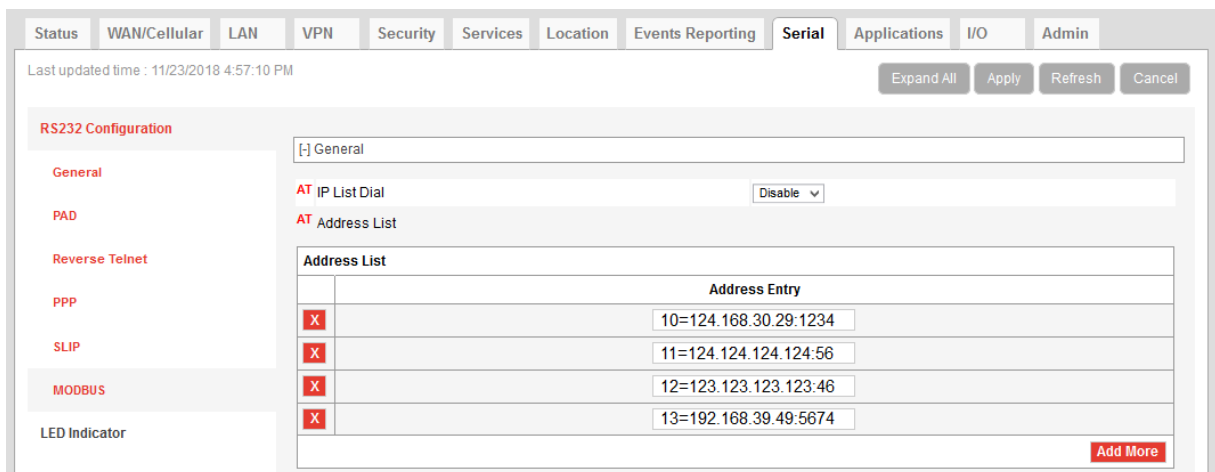 Status WAN/Cellular LAN VPN Security Services Location Events Reporting Serial Applications I/O Admin
Last updated time : 11/23/2018 4:57:10 PM
Expand All Apply Refresh Cancel
RS232 Configuration
[-] General
General
AT IP List Dial Disable
PAD
AT Address List
Reverse Telnet
Address List
Address Entry
PPP
X 10=124.168.30.29:1234
SLIP
X 11=124.124.124.124:56
MODBUS
X 12=123.123.123.123:46
X 13=192.168.39.49:5674
LED Indicator
Add More